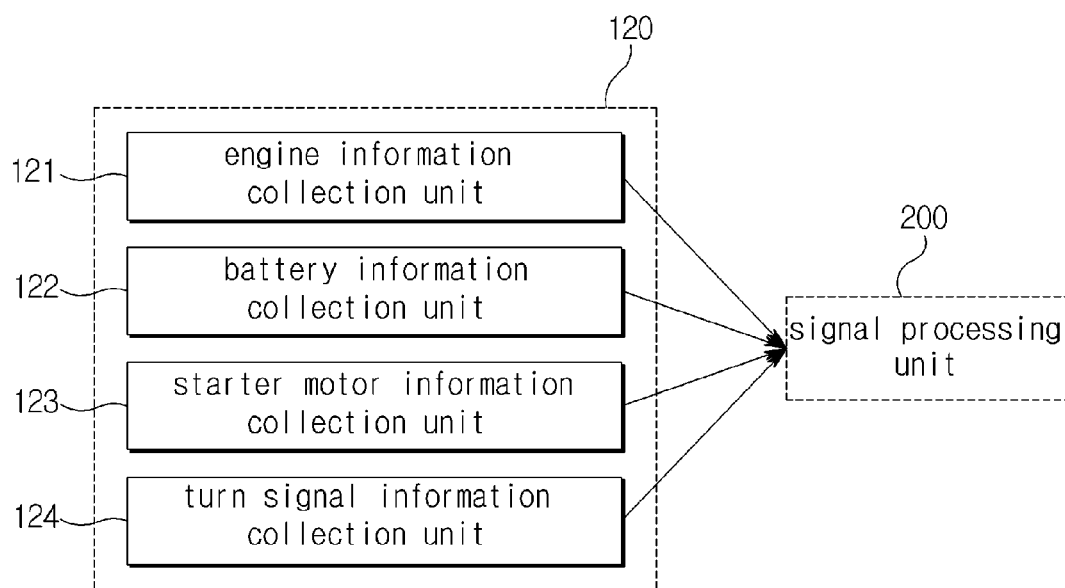 120
121
engine information
collection unit
200
122
battery information
collection unit
signal processing
unit
123
starter motor information
collection unit
124
turn signal information
collection unit